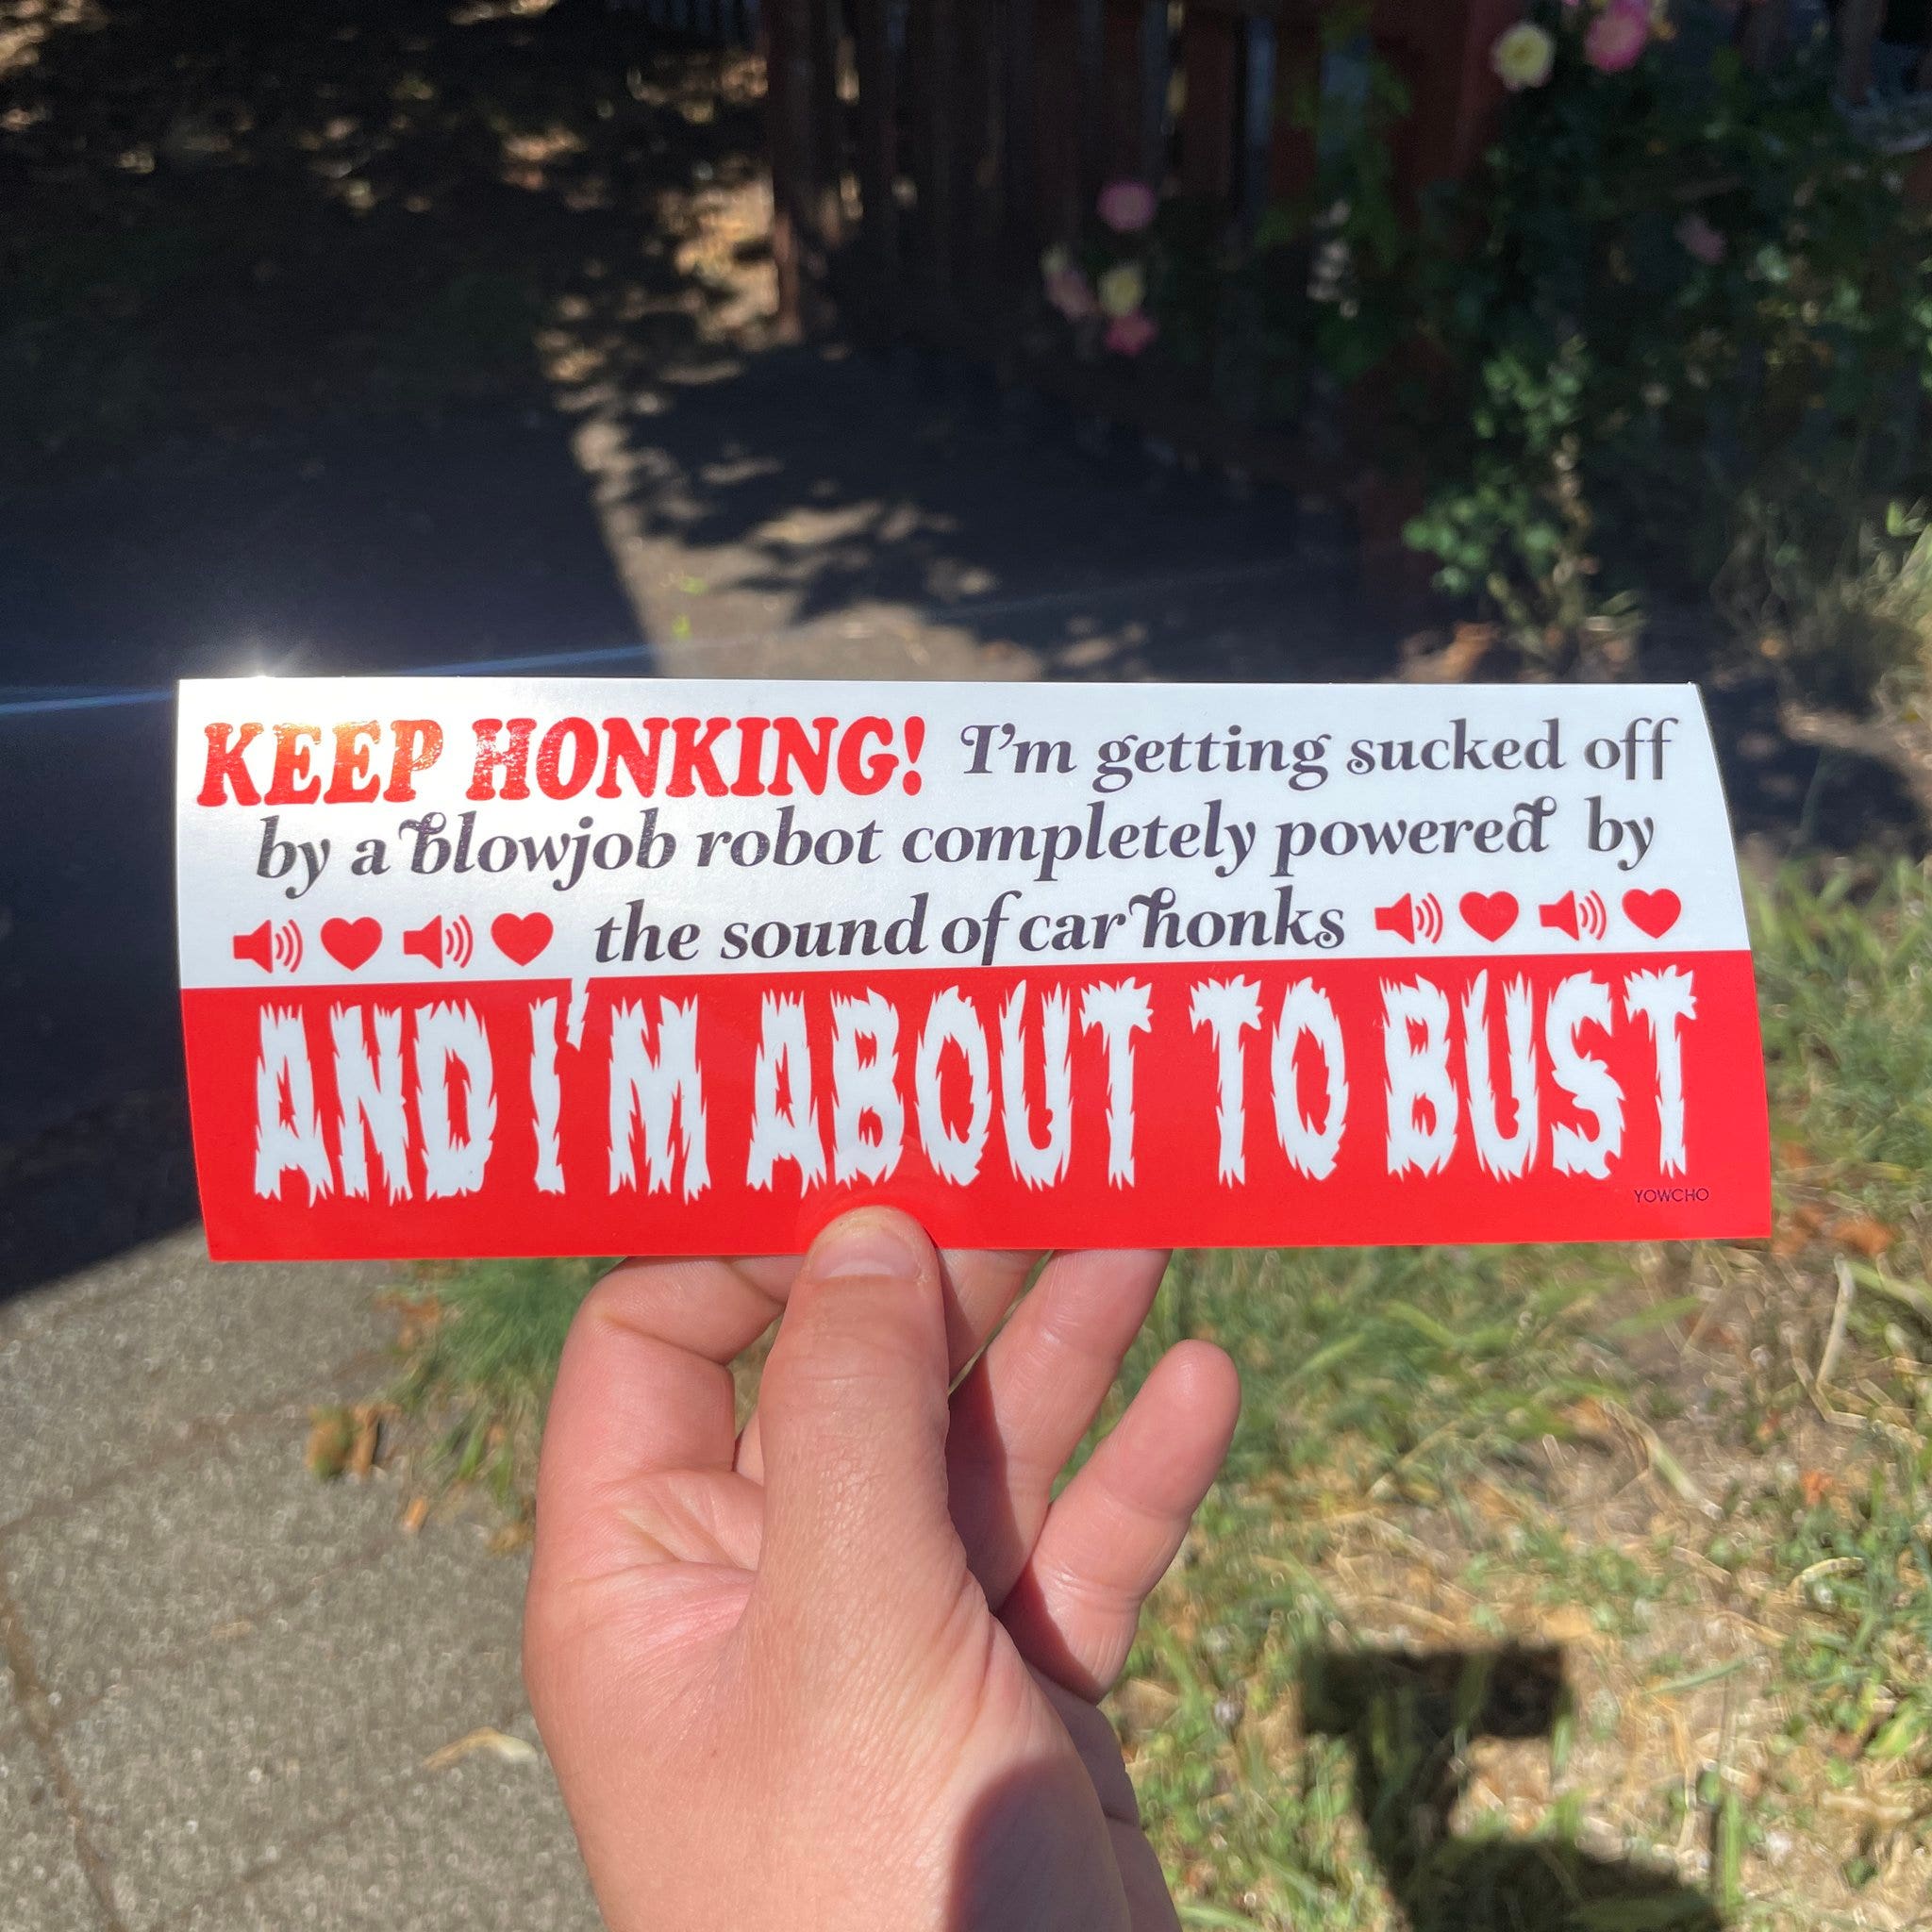 KEEP HONKING! I'm getting sucked off
by a blowjob robot completely powered by
the sound of car honks
AND I'M ABOUT TO BUST
YOWCHO